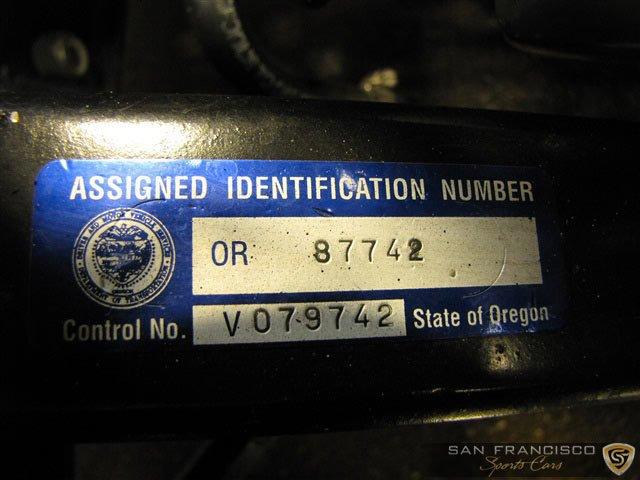 ASSIGNED IDENTIFICATION NUMBER
OR 87742
Control No. V079742 State of Oregon
SAN FRANCISCO
Sports Cars